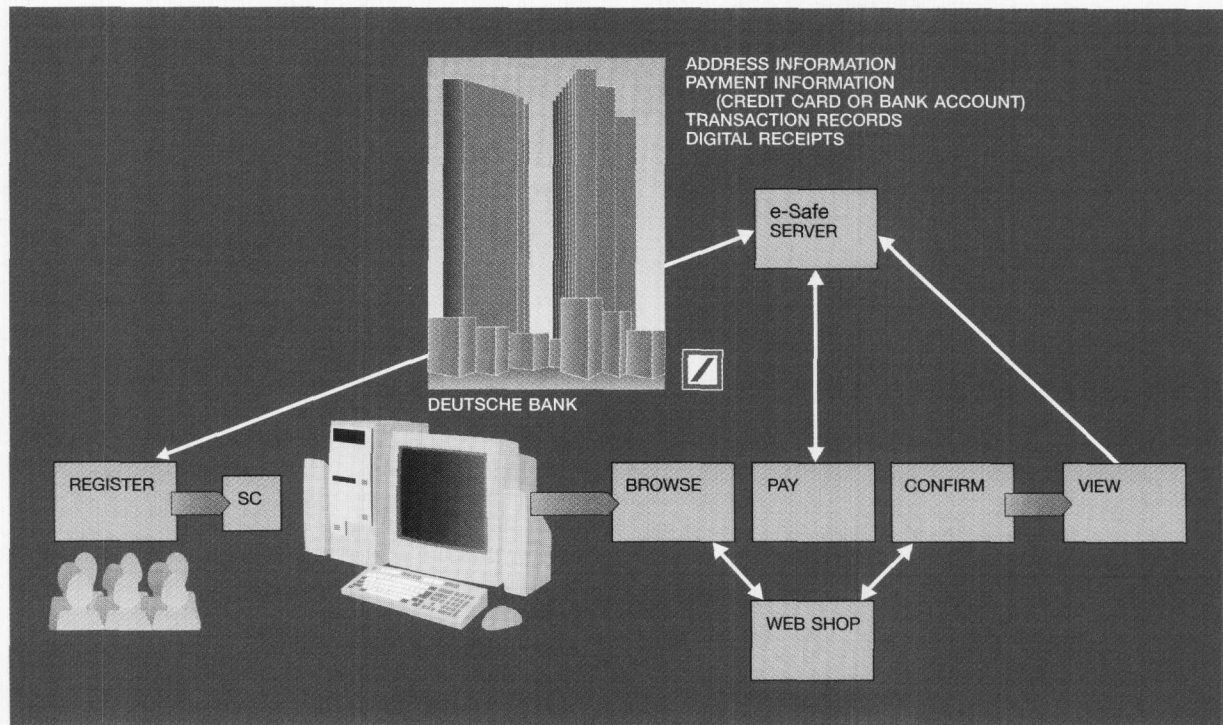 ADDRESS INFORMATION
PAYMENT INFORMATION
(CREDIT CARD OR BANK ACCOUNT)
TRANSACTION RECORDS
DIGITAL RECEIPTS
e-Safe
SERVER
DEUTSCHE BANK
REGISTER
SC
BROWSE
PAY
CONFIRM
VIEW
WEB SHOP